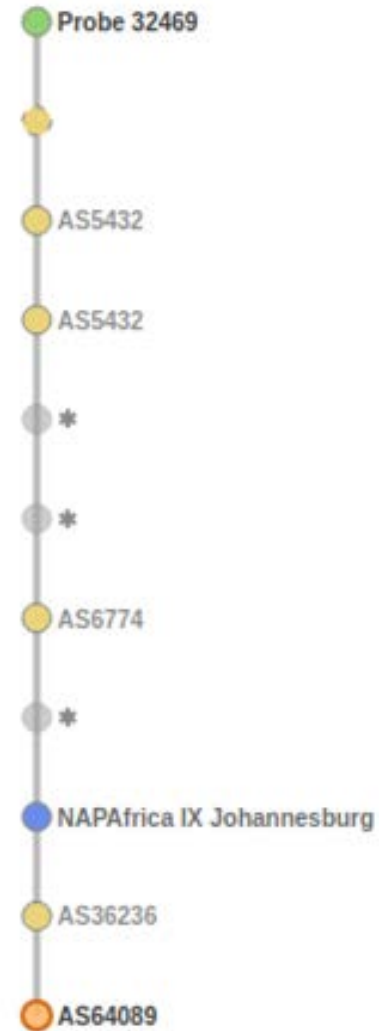 Probe 32469
AS5432
AS5432
*
*
AS6774
*
NAPAfrica IX Johannesburg
AS36236
AS64089